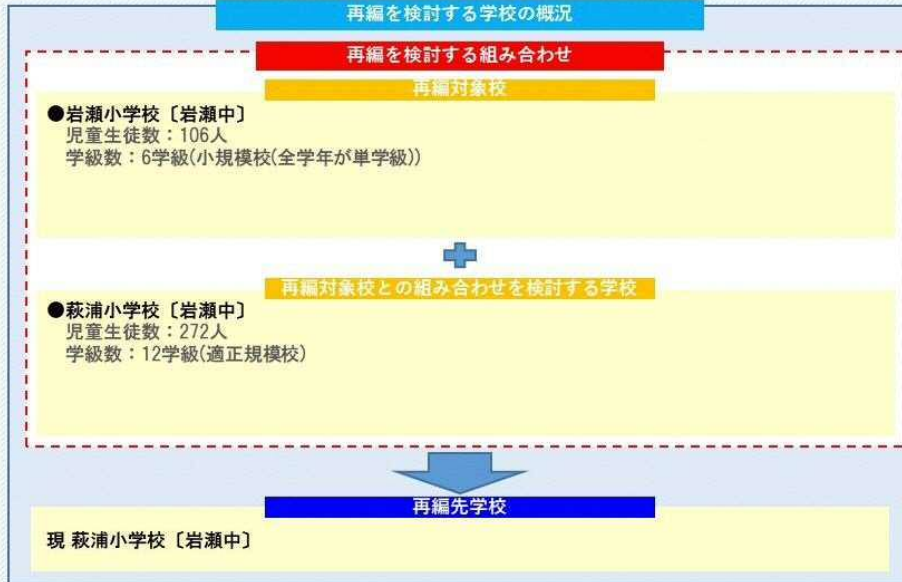 再編を検討する学校の概況
再編を検討する組み合わせ
再編対象校
●岩瀬小学校〔岩瀬中〕
児童生徒数：106人
学級数：6学級(小規模校(全学年が単学級))
再編対象校との組み合わせを検討する学校
●萩浦小学校〔岩瀬中〕
児童生徒数：272人
学級数：12学級(適正規模校)
再編先学校
現 萩浦小学校〔岩瀬中〕